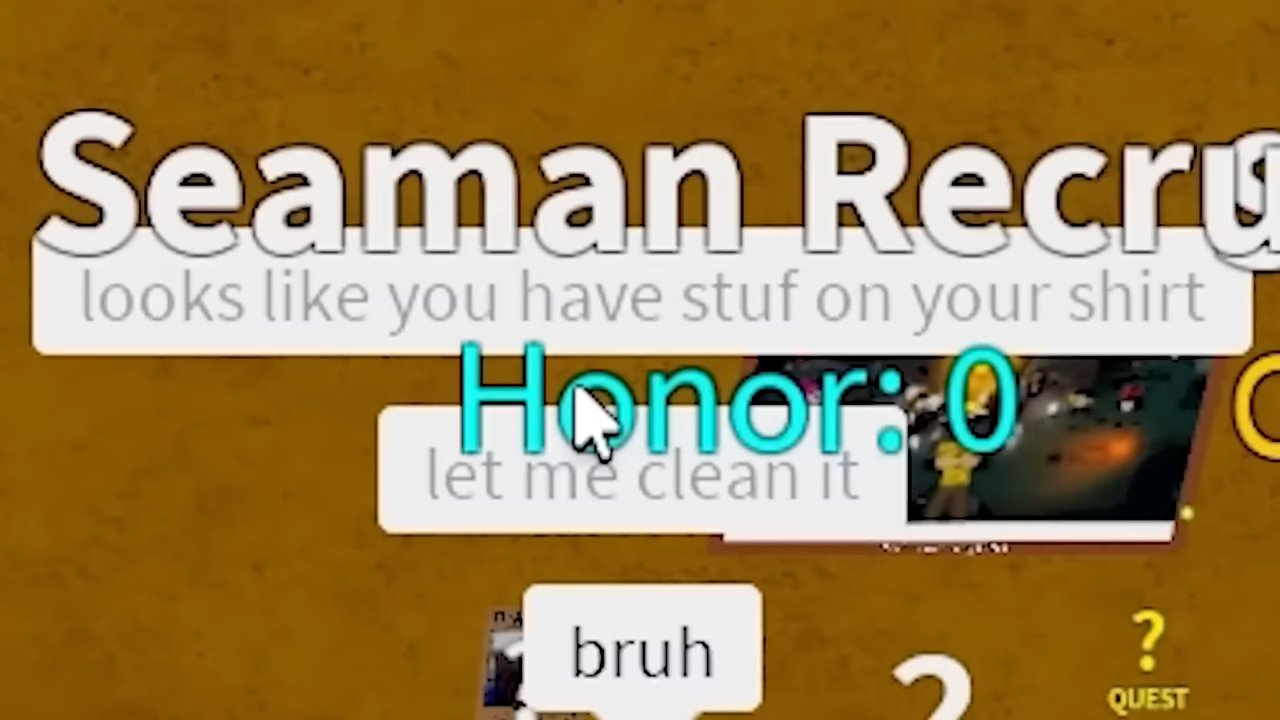 Seaman Recru
looks like you have stuf on your shirt
Honor: 0
let me clean it
bruh
?
QUEST